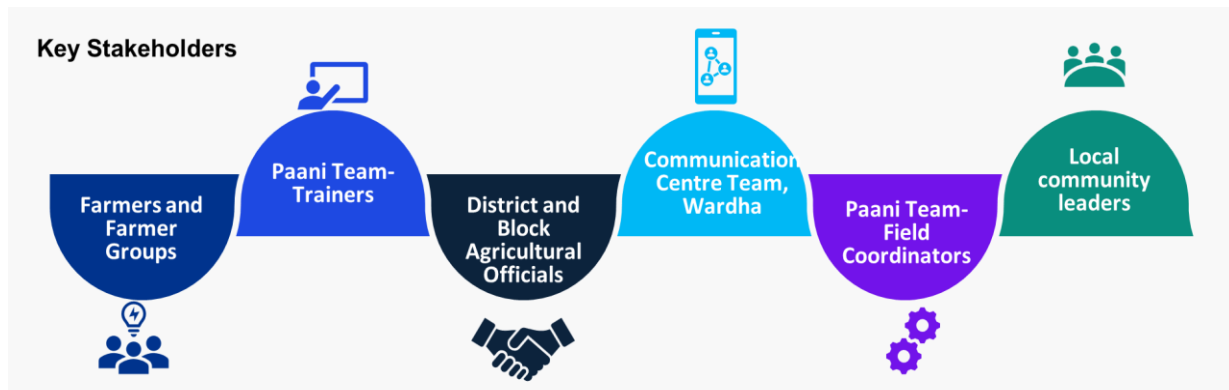 Key Stakeholders
Farmers and
Farmer
Groups
Paani Team-
Trainers
District and
Block
Agricultural
Officials
Communication
Centre Team,
Wardha
Paani Team-
Field
Coordinators
Local
community
leaders